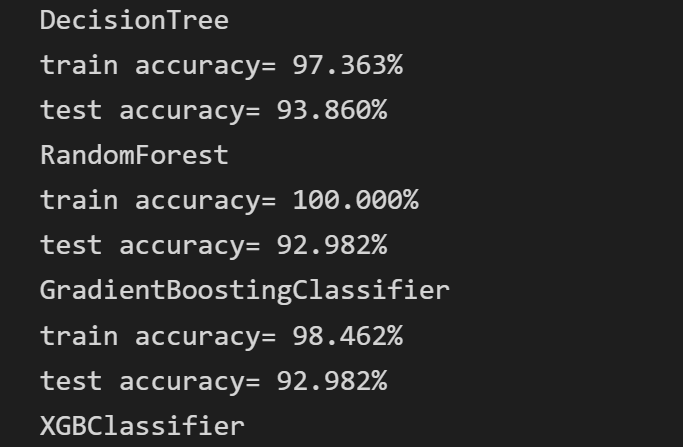 DecisionTree
train accuracy= 97.363%
test accuracy= 93.860%
RandomForest
train accuracy= 100.000%
test accuracy= 92.982%
GradientBoostingClassifier
train accuracy= 98.462%
test accuracy= 92.982%
XGBClassifier